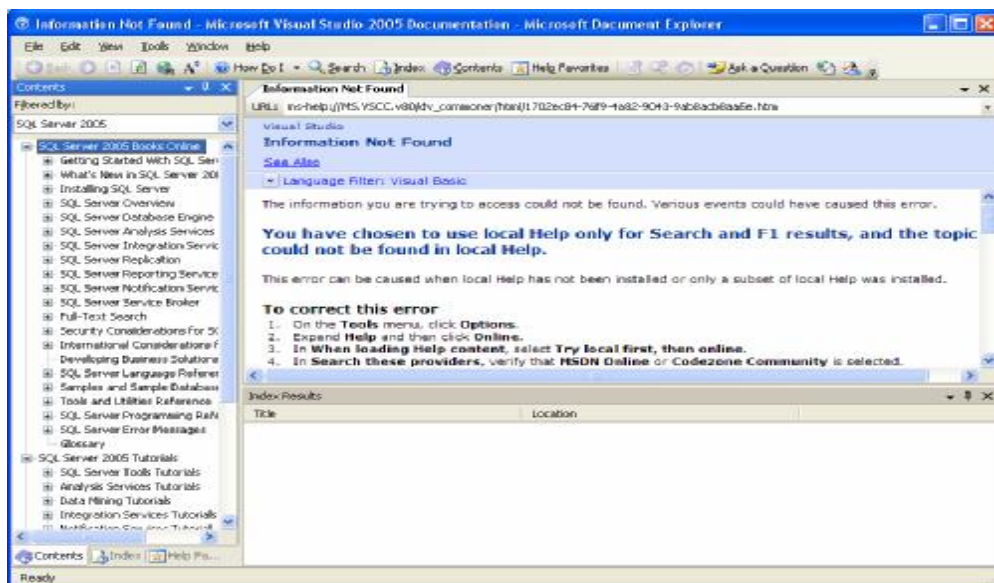 Information Not Found - Microsoft Visual Studio 2005 Documentation - Microsoft Document Explorer
File Edit View Tools Window Help
Back How Do I Search Index Contents Help Favorites Ask a Question
Contents
Filtered by:
SQL Server 2005
SQL Server 2005 Books Online
Getting Started With SQL Ser
What's New in SQL Server 20
Installing SQL Server
SQL Server Overview
SQL Server Database Engine
SQL Server Analysis Services
SQL Server Integration Servic
SQL Server Replication
SQL Server Reporting Service
SQL Server Notification Servic
SQL Server Service Broker
Full-Text Search
Security Considerations for SQ
International Considerations f
Developing Business Solutions
SQL Server Language Referen
Samples and Sample Database
Tools and Utilities Reference
SQL Server Programming Refe
SQL Server Error Messages
Glossary
SQL Server 2005 Tutorials
SQL Server Tools Tutorials
Analysis Services Tutorials
Data Mining Tutorials
Integration Services Tutorials
Notification Services Tutorial
Contents Index Help Fa...
Information Not Found
URL:
Visual Studio
Information Not Found
See Also
Language Filter: Visual Basic
The information you are trying to access could not be found. Various events could have caused this error.
You have chosen to use local Help only for Search and F1 results, and the topic
could not be found in local Help.
This error can be caused when local Help has not been installed or only a subset of local Help was installed.
To correct this error
1. On the Tools menu, click Options.
2. Expand Help and then click Online.
3. In When loading Help content, select Try local first, then online.
4. In Search these providers, verify that MSDN Online or Codezone Community is selected.
Index Results
Title Location
Ready